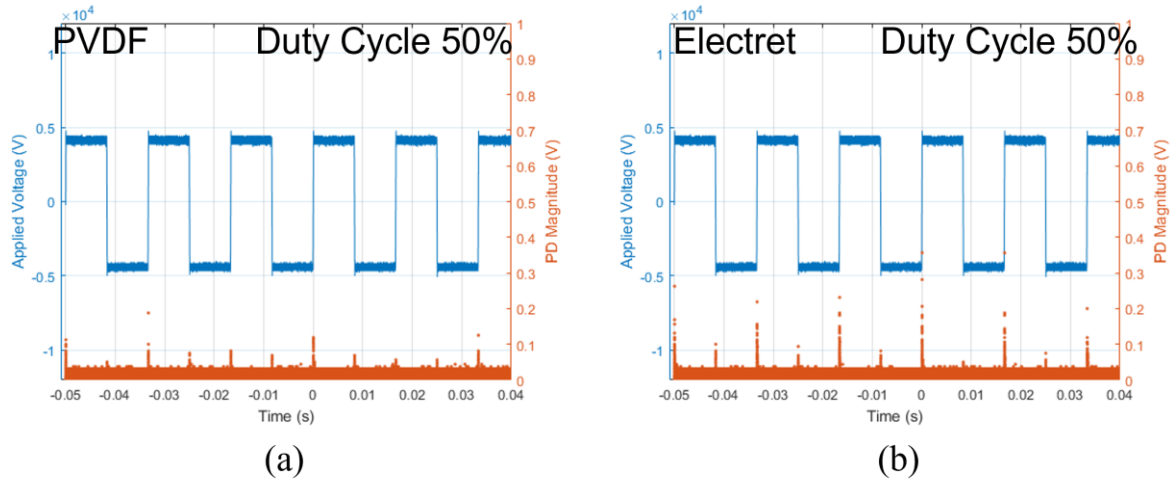 ×10⁴
PVDF Duty Cycle 50%
1
0.5
0
-0.5
-1
Applied Voltage (V)
1
0.9
0.8
0.7
0.6
0.5
0.4
0.3
0.2
0.1
0
PD Magnitude (V)
-0.05 -0.04 -0.03 -0.02 -0.01 0 0.01 0.02 0.03 0.04
Time (s)
(a)
×10⁴
Electret Duty Cycle 50%
1
0.5
0
-0.5
-1
Applied Voltage (V)
1
0.9
0.8
0.7
0.6
0.5
0.4
0.3
0.2
0.1
0
PD Magnitude (V)
-0.05 -0.04 -0.03 -0.02 -0.01 0 0.01 0.02 0.03 0.04
Time (s)
(b)